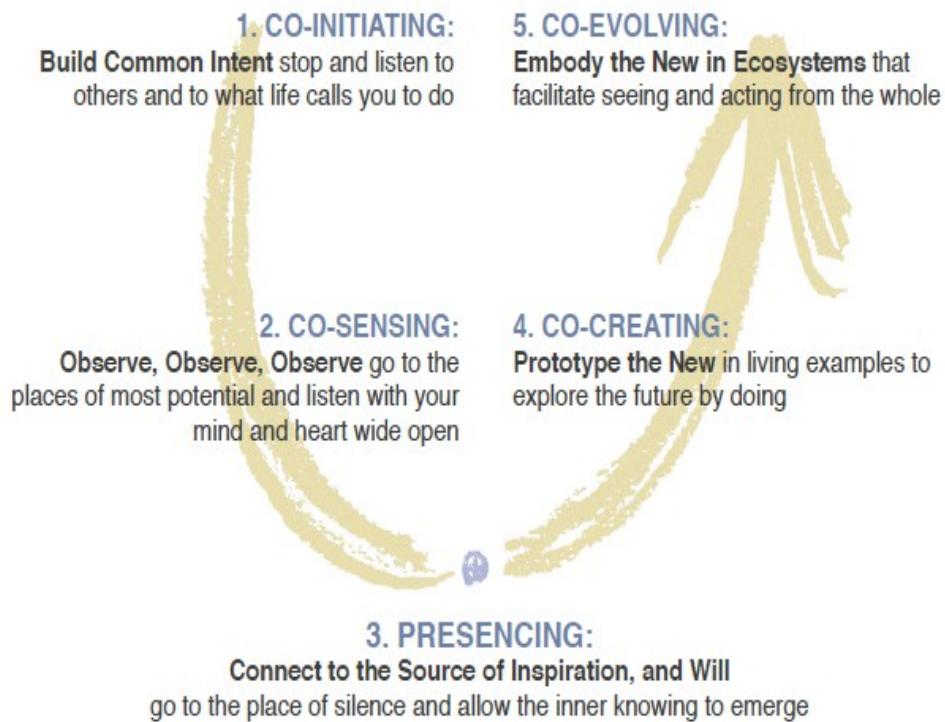 1. CO-INITIATING:
Build Common Intent stop and listen to
others and to what life calls you to do
2. CO-SENSING:
Observe, Observe, Observe go to the
places of most potential and listen with your
mind and heart wide open
3. PRESENCING:
Connect to the Source of Inspiration, and Will
go to the place of silence and allow the inner knowing to emerge
4. CO-CREATING:
Prototype the New in living examples to
explore the future by doing
5. CO-EVOLVING:
Embody the New in Ecosystems that
facilitate seeing and acting from the whole